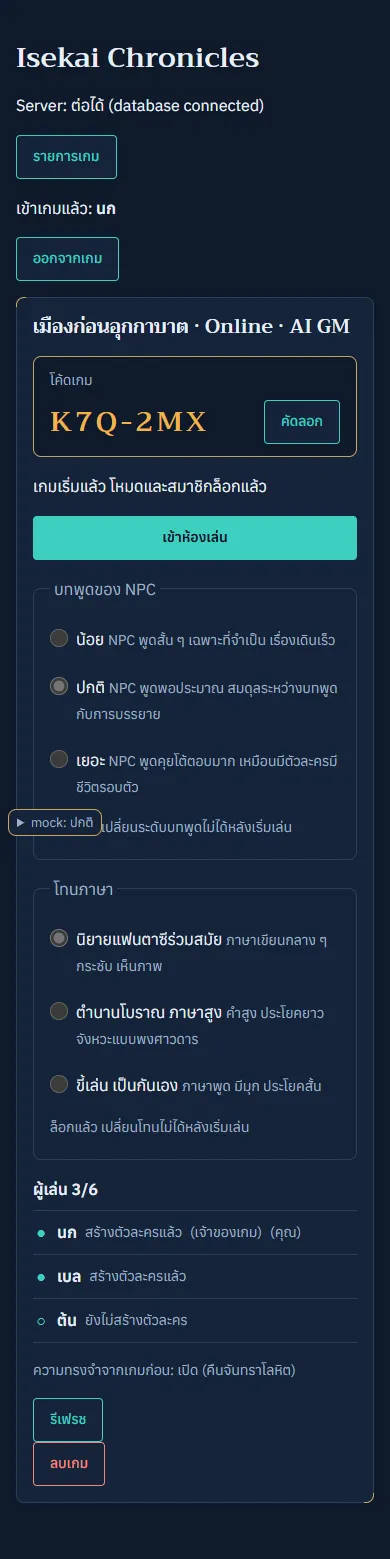 Isekai Chronicles
Server: ต่อได้ (database connected)
รายการเกม
เข้าเกมแล้ว: นก
ออกจากเกม
เมืองก่อนอุกกาบาต · Online · AI GM
โค้ดเกม
K7Q-2MX
คัดลอก
เกมเริ่มแล้ว โหมดและสมาชิกล็อกแล้ว
เข้าห้องเล่น
บทพูดของ NPC
น้อย NPC พูดสั้น ๆ เฉพาะที่จำเป็น เรื่องเดินเร็ว
ปกติ NPC พูดพอประมาณ สมดุลระหว่างบทพูด
กับการบรรยาย
เยอะ NPC พูดคุยโต้ตอบมาก เหมือนมีตัวละครมี
ชีวิตรอบตัว
▶ mock: ปกติ
เปลี่ยนระดับบทพูดไม่ได้หลังเริ่มเล่น
โทนภาษา
นิยายแฟนตาซีร่วมสมัย ภาษาเขียนกลาง ๆ
กระชับ เห็นภาพ
ตำนานโบราณ ภาษาสูง คำสูง ประโยคยาว
จังหวะแบบพงศาวดาร
ขี้เล่น เป็นกันเอง ภาษาพูด มีมุก ประโยคสั้น
ล็อกแล้ว เปลี่ยนโทนไม่ได้หลังเริ่มเล่น
ผู้เล่น 3/6
นก สร้างตัวละครแล้ว (เจ้าของเกม) (คุณ)
เบล สร้างตัวละครแล้ว
ต้น ยังไม่สร้างตัวละคร
ความทรงจำจากเกมก่อน: เปิด (คืนจันทราโลหิต)
รีเฟรช
ลบเกม